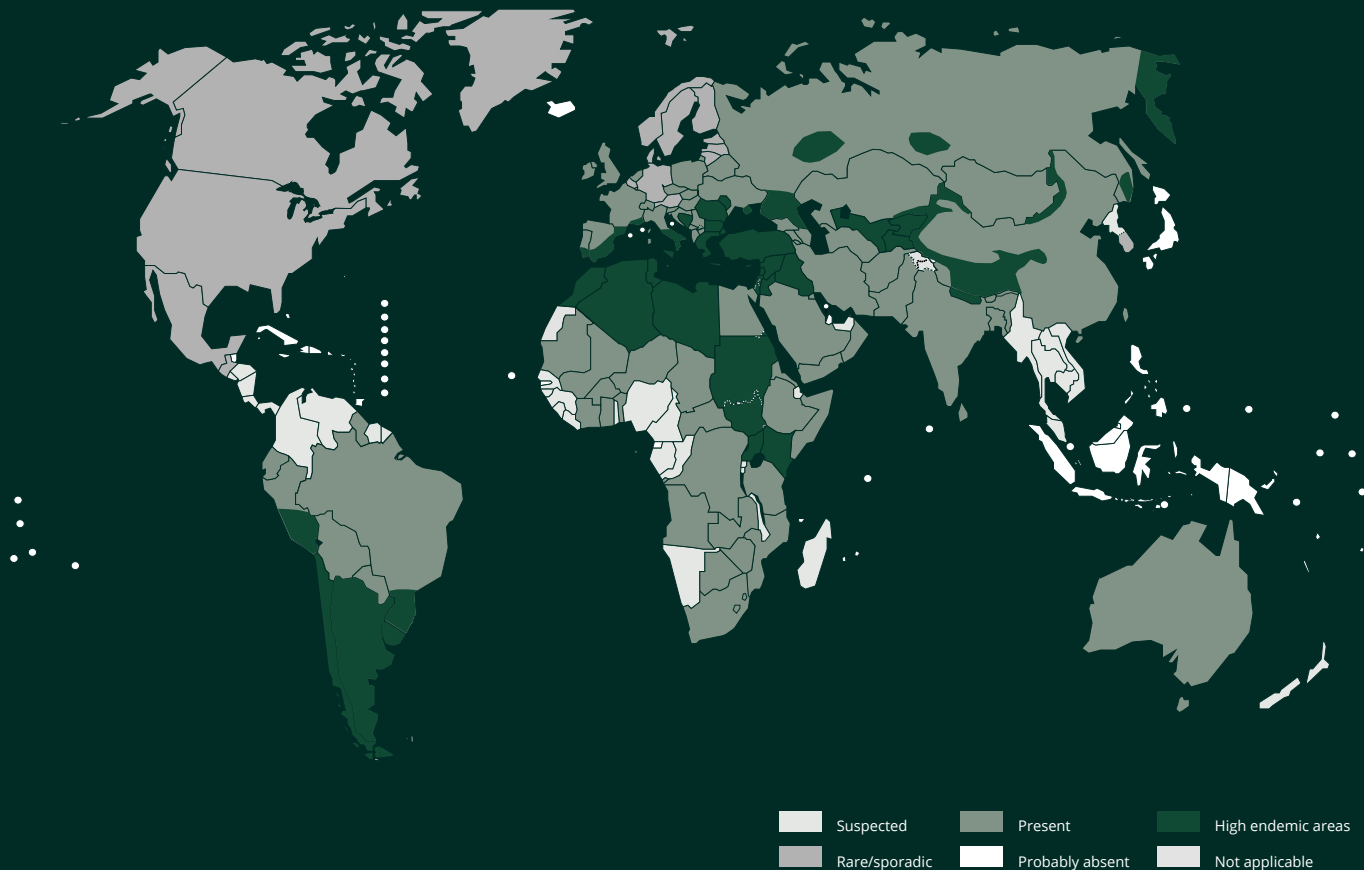 Suspected Present High endemic areas
Rare/sporadic Probably absent Not applicable